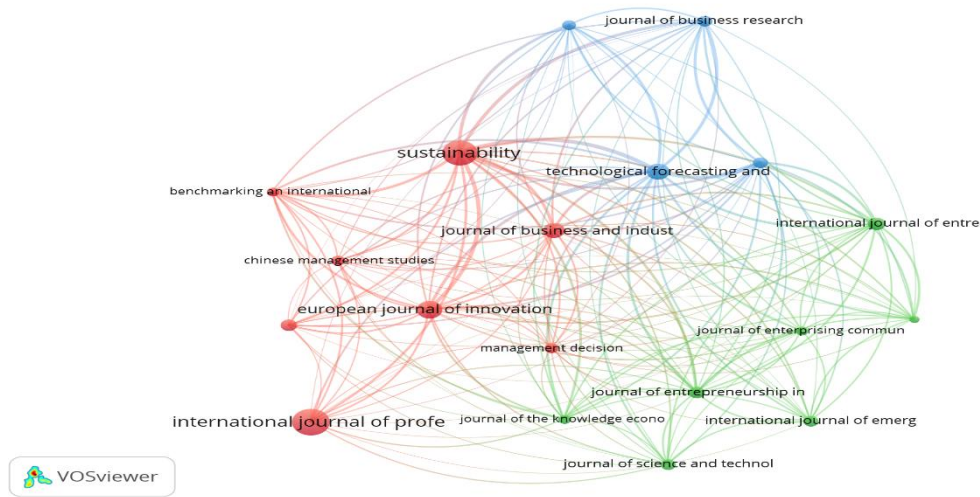 journal of business research
sustainability
technological forecasting and
benchmarking an international
journal of business and indust
international journal of entre
chinese management studies
european journal of innovation
journal of enterprising commun
management decision
journal of entrepreneurship in
international journal of profe
journal of the knowledge econo
international journal of emerg
journal of science and technol
VOSviewer